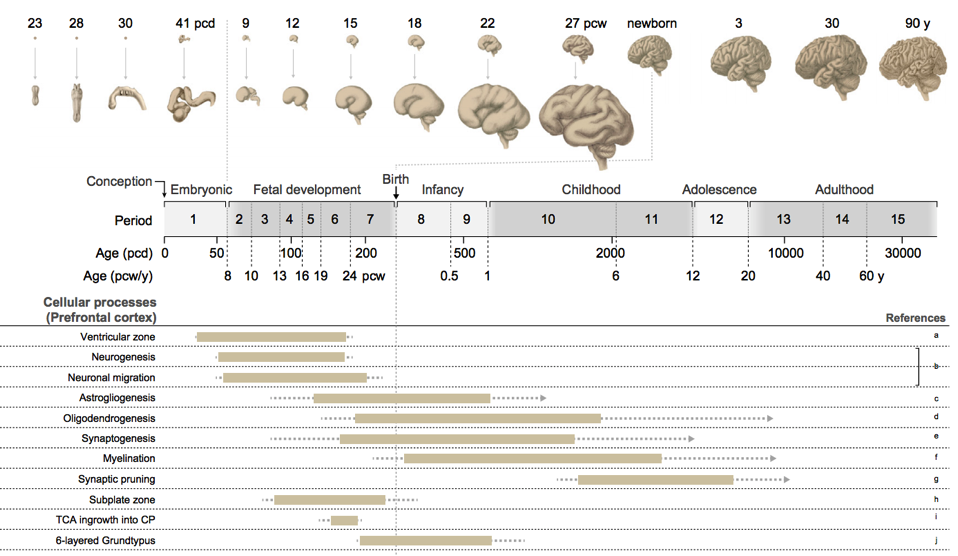 23 28 30 41 pcd 9 12 15 18 22 27 pcw newborn 3 30 90 y
Conception Embryonic Fetal development Birth Infancy Childhood Adolescence Adulthood
Period 1 2 3 4 5 6 7 8 9 10 11 12 13 14 15
Age (pcd) 0 50 100 200 500 2000 10000 30000
Age (pcw/y) 8 10 13 16 19 24 pcw 0.5 1 6 12 20 40 60 y
Cellular processes
(Prefrontal cortex) References
Ventricular zone a
Neurogenesis
b
Neuronal migration
Astrogliogenesis c
Oligodendrogenesis d
Synaptogenesis e
Myelination f
Synaptic pruning g
Subplate zone h
TCA ingrowth into CP i
6-layered Grundtypus j